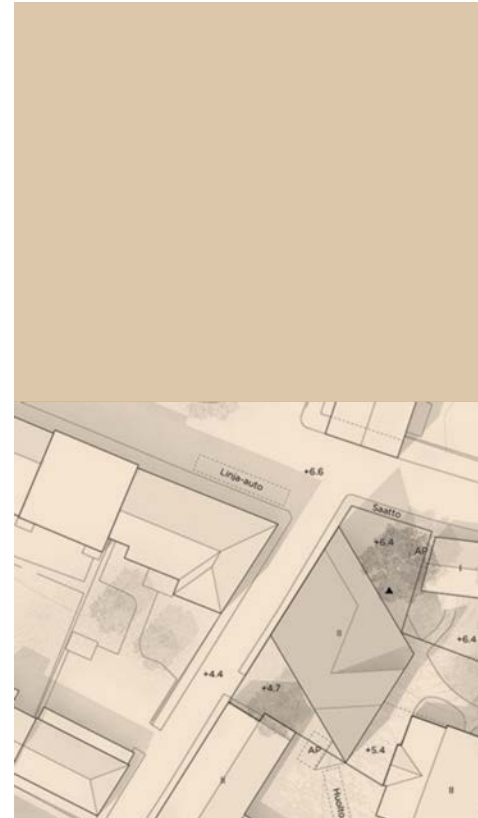 +6.6
Linja-auto
Saatto
+6.4
AP
I
II
+6.4
+4.4
+4.7
AP
+5.4
II
II
Huolto